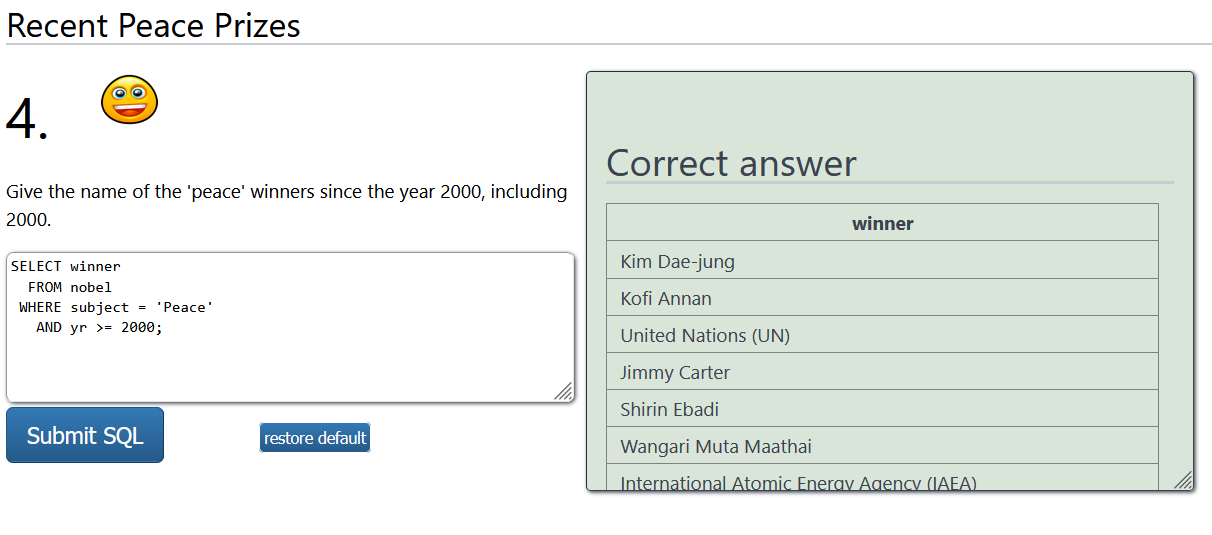 Recent Peace Prizes
4.
Give the name of the 'peace' winners since the year 2000, including
2000.
SELECT winner
FROM nobel
WHERE subject = 'Peace'
AND yr >= 2000;
Submit SQL
restore default
Correct answer
winner
Kim Dae-jung
Kofi Annan
United Nations (UN)
Jimmy Carter
Shirin Ebadi
Wangari Muta Maathai
International Atomic Energy Agency (IAEA)